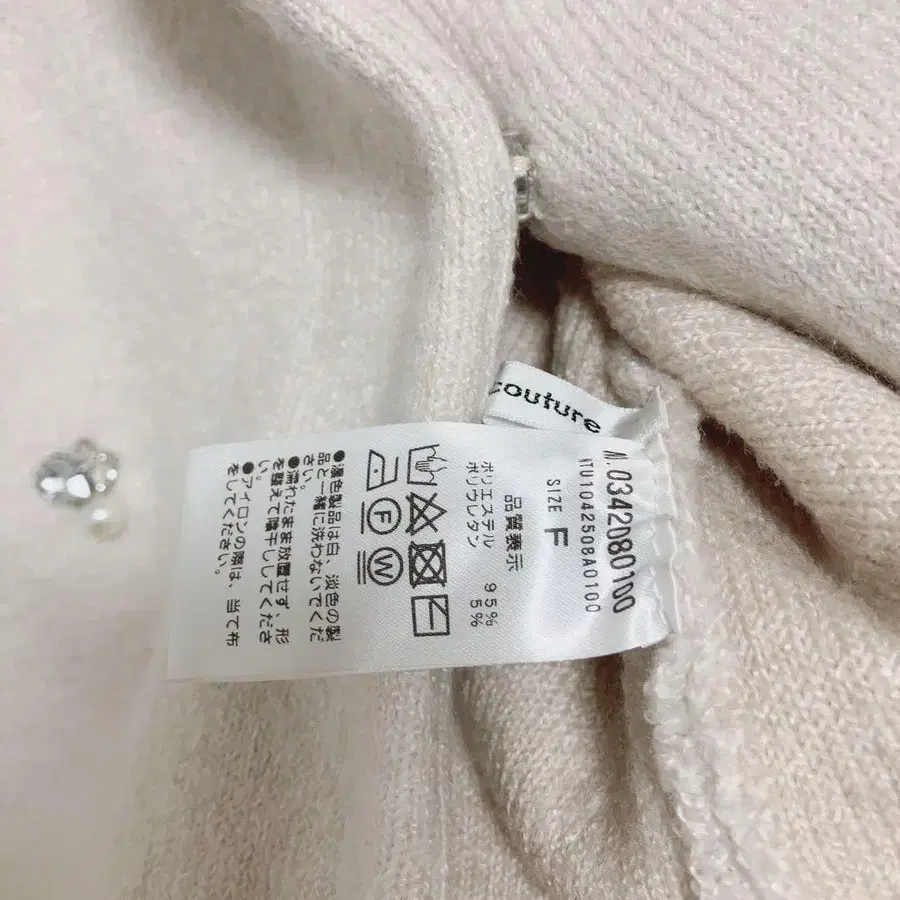 couture
M.0342080100
NTU1042508A0100
SIZE F
品質表示
ポリエステル 95%
ポリウレタン 5%
F
W
●濃色製品は白、淡色の製
品と一緒に洗わないでくだ
さい。
●濡れたまま放置せず、形
を整えて陰干ししてくださ
い。
●アイロンの際は、当て布
をしてください。